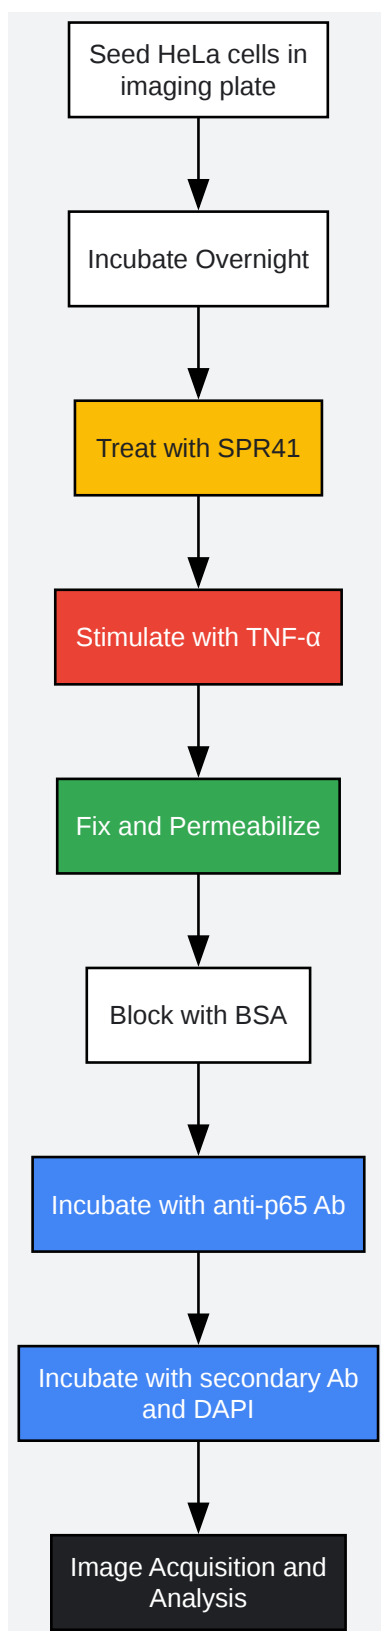 Seed HeLa cells in
imaging plate
Incubate Overnight
Treat with SPR41
Stimulate with TNF-α
Fix and Permeabilize
Block with BSA
Incubate with anti-p65 Ab
Incubate with secondary Ab
and DAPI
Image Acquisition and
Analysis